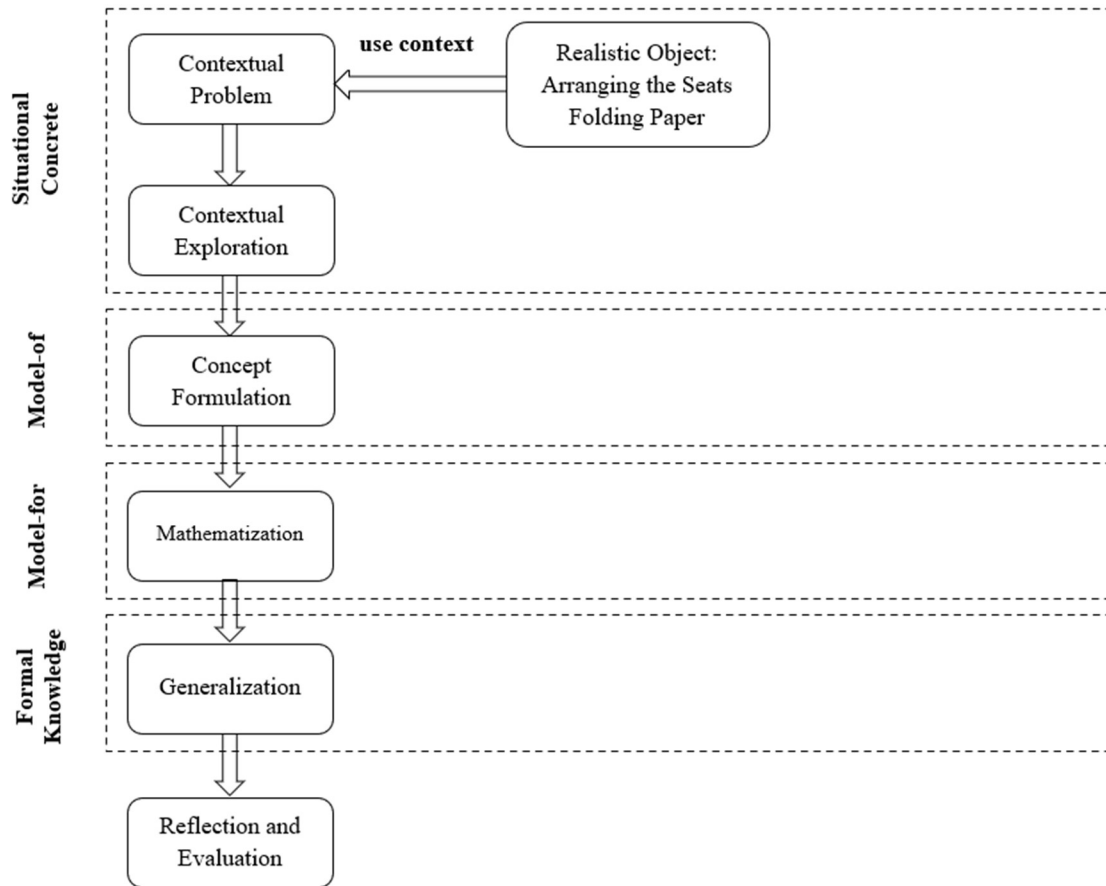 Situational
Concrete
Contextual
Problem
use context
Realistic Object:
Arranging the Seats
Folding Paper
Contextual
Exploration
Model-of
Concept
Formulation
Model-for
Mathematization
Formal
Knowledge
Generalization
Reflection and
Evaluation